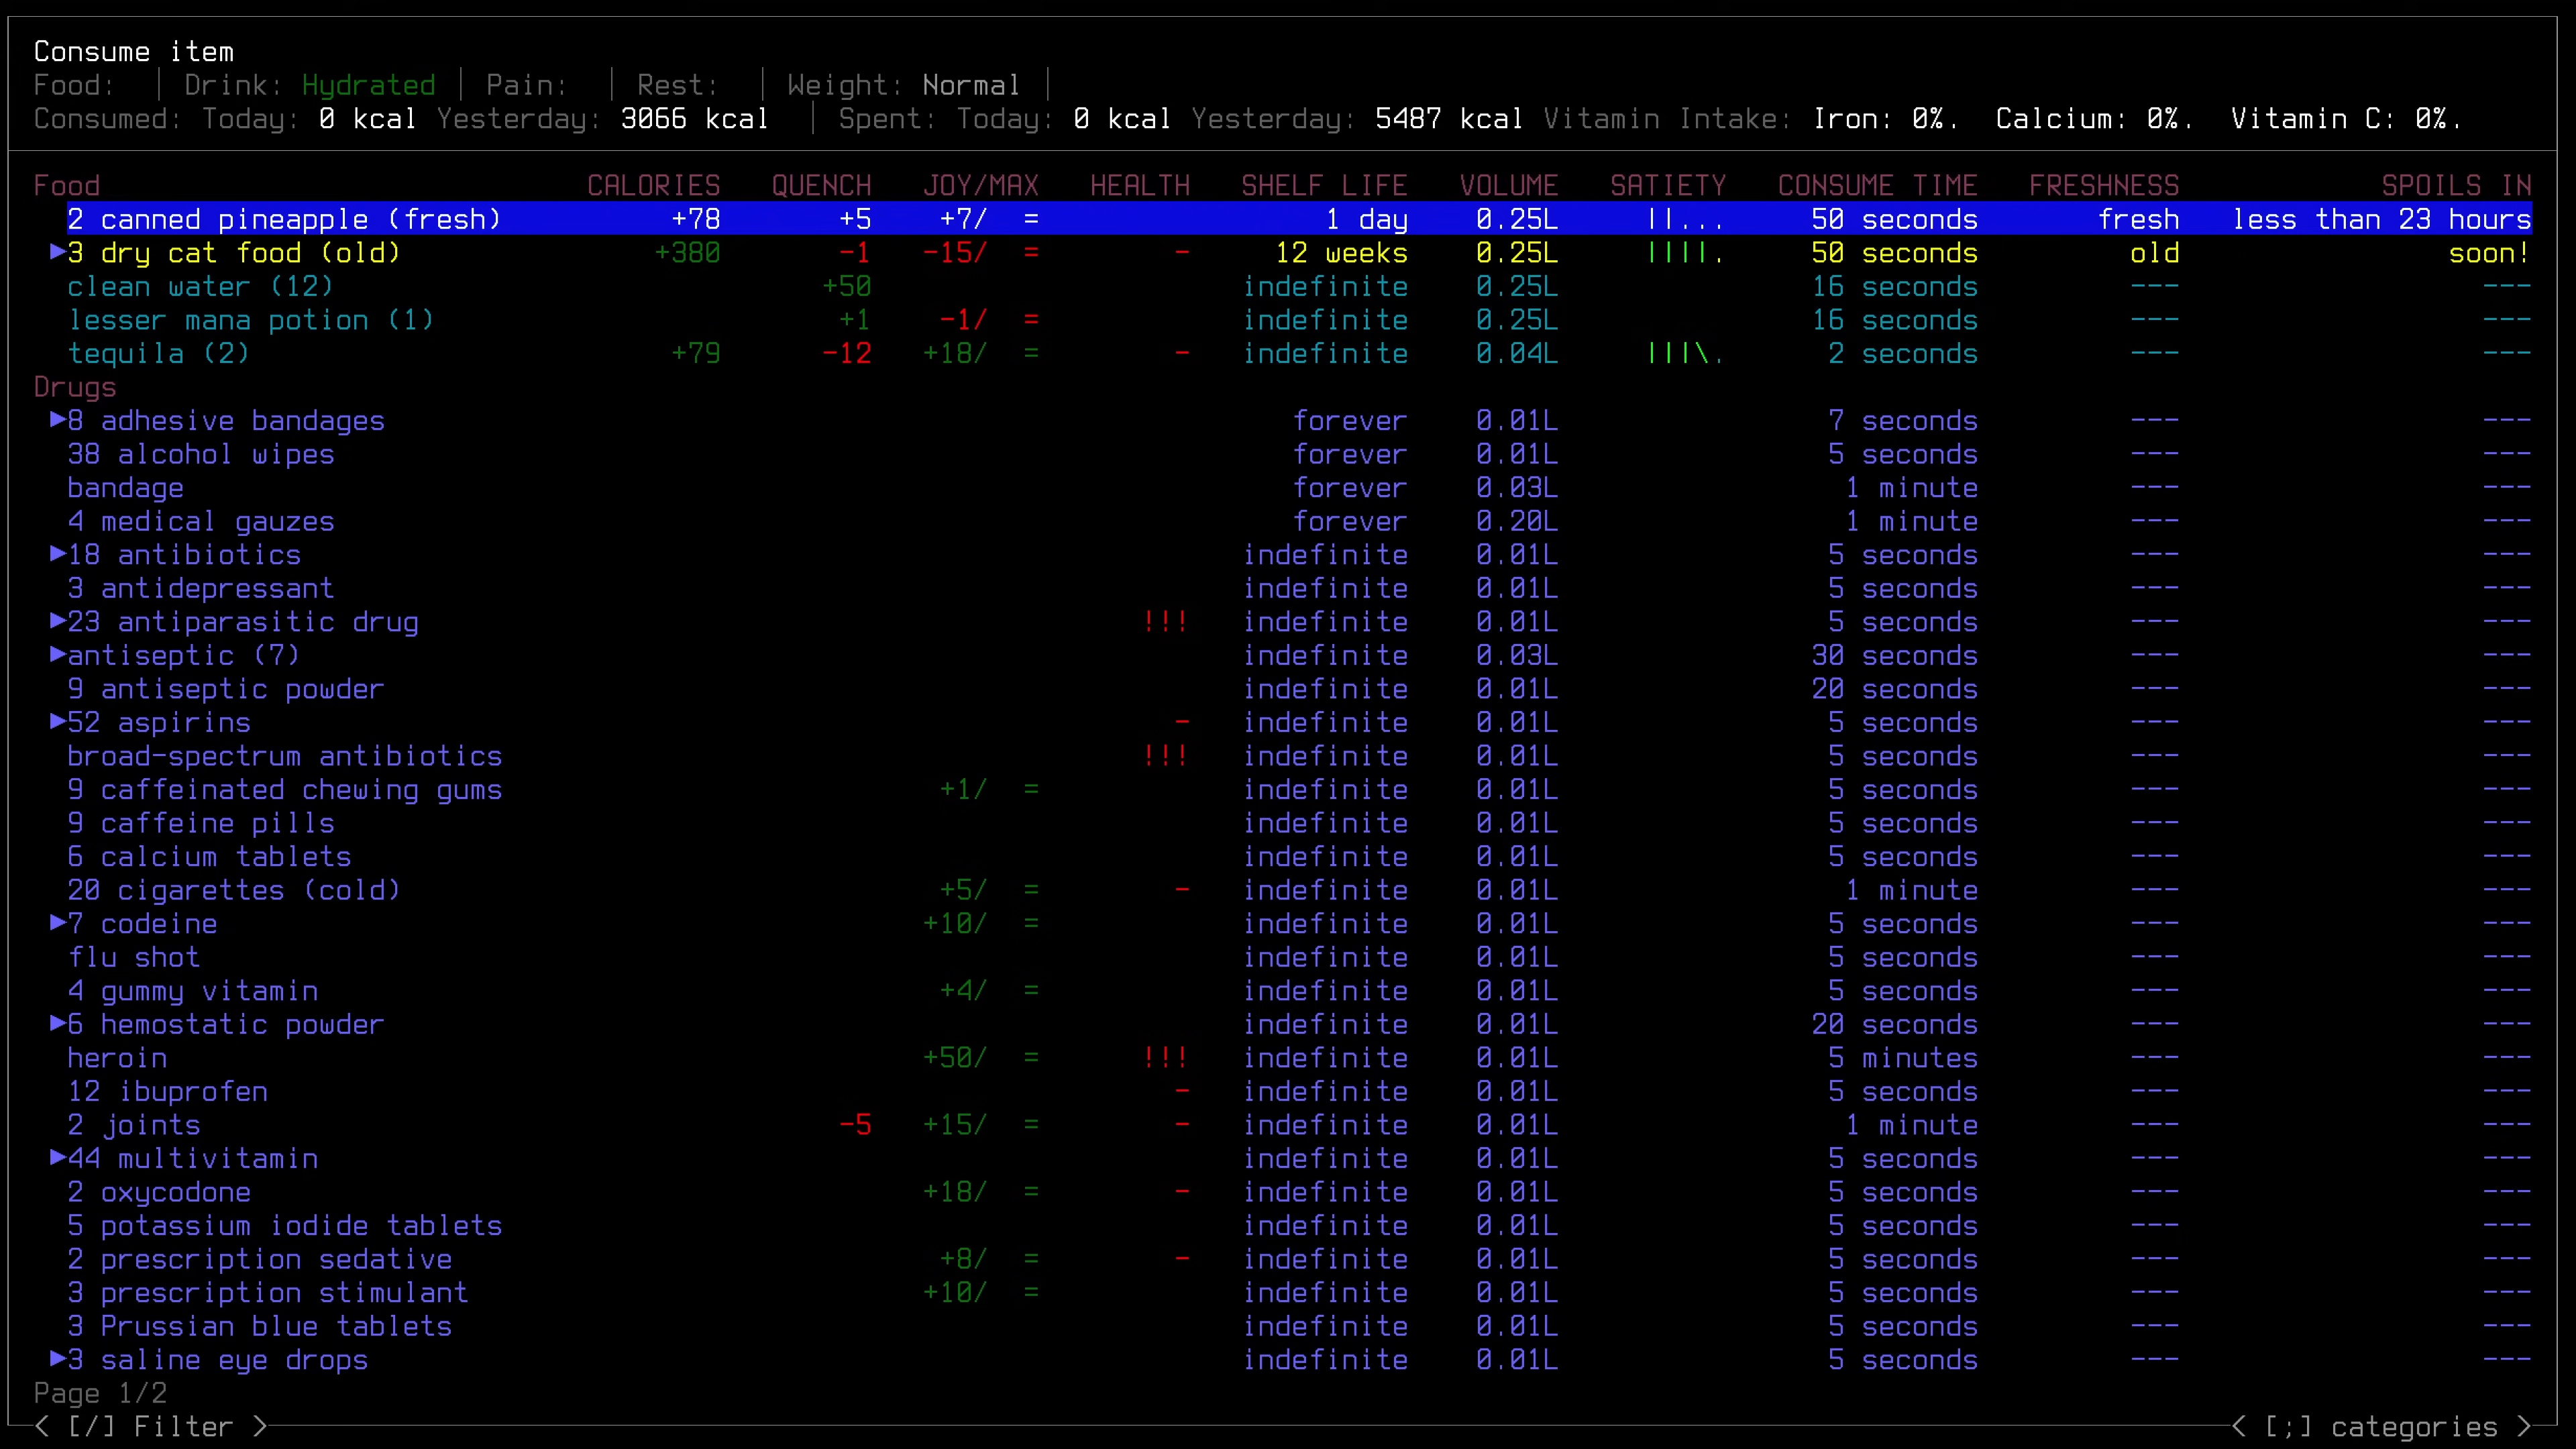 Consume item
Food: │ Drink: Hydrated │ Pain: │ Rest: │ Weight: Normal │
Consumed: Today: 0 kcal Yesterday: 3066 kcal │ Spent: Today: 0 kcal Yesterday: 5487 kcal Vitamin Intake: Iron: 0%. Calcium: 0%. Vitamin C: 0%.
Food CALORIES QUENCH JOY/MAX HEALTH SHELF LIFE VOLUME SATIETY CONSUME TIME FRESHNESS SPOILS IN
2 canned pineapple (fresh) +78 +5 +7/ = 1 day 0.25L ||... 50 seconds fresh less than 23 hours
▶3 dry cat food (old) +380 -1 -15/ = - 12 weeks 0.25L ||||. 50 seconds old soon!
clean water (12) +50 indefinite 0.25L 16 seconds --- ---
lesser mana potion (1) +1 -1/ = indefinite 0.25L 16 seconds --- ---
tequila (2) +79 -12 +18/ = - indefinite 0.04L |||\. 2 seconds --- ---
Drugs
▶8 adhesive bandages forever 0.01L 7 seconds --- ---
38 alcohol wipes forever 0.01L 5 seconds --- ---
bandage forever 0.03L 1 minute --- ---
4 medical gauzes forever 0.20L 1 minute --- ---
▶18 antibiotics indefinite 0.01L 5 seconds --- ---
3 antidepressant indefinite 0.01L 5 seconds --- ---
▶23 antiparasitic drug !!! indefinite 0.01L 5 seconds --- ---
▶antiseptic (7) indefinite 0.03L 30 seconds --- ---
9 antiseptic powder indefinite 0.01L 20 seconds --- ---
▶52 aspirins - indefinite 0.01L 5 seconds --- ---
broad-spectrum antibiotics !!! indefinite 0.01L 5 seconds --- ---
9 caffeinated chewing gums +1/ = indefinite 0.01L 5 seconds --- ---
9 caffeine pills indefinite 0.01L 5 seconds --- ---
6 calcium tablets indefinite 0.01L 5 seconds --- ---
20 cigarettes (cold) +5/ = - indefinite 0.01L 1 minute --- ---
▶7 codeine +10/ = indefinite 0.01L 5 seconds --- ---
flu shot indefinite 0.01L 5 seconds --- ---
4 gummy vitamin +4/ = indefinite 0.01L 5 seconds --- ---
▶6 hemostatic powder indefinite 0.01L 20 seconds --- ---
heroin +50/ = !!! indefinite 0.01L 5 minutes --- ---
12 ibuprofen - indefinite 0.01L 5 seconds --- ---
2 joints -5 +15/ = - indefinite 0.01L 1 minute --- ---
▶44 multivitamin indefinite 0.01L 5 seconds --- ---
2 oxycodone +18/ = - indefinite 0.01L 5 seconds --- ---
5 potassium iodide tablets indefinite 0.01L 5 seconds --- ---
2 prescription sedative +8/ = - indefinite 0.01L 5 seconds --- ---
3 prescription stimulant +10/ = indefinite 0.01L 5 seconds --- ---
3 Prussian blue tablets indefinite 0.01L 5 seconds --- ---
▶3 saline eye drops indefinite 0.01L 5 seconds --- ---
Page 1/2
< [/] Filter > < [;] categories >